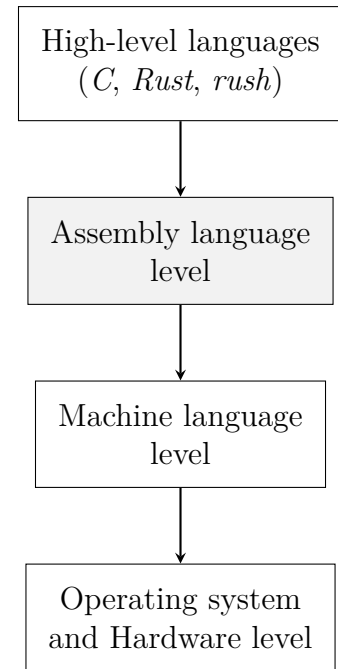 High-level languages
(C, Rust, rush)
Assembly language
level
Machine language
level
Operating system
and Hardware level